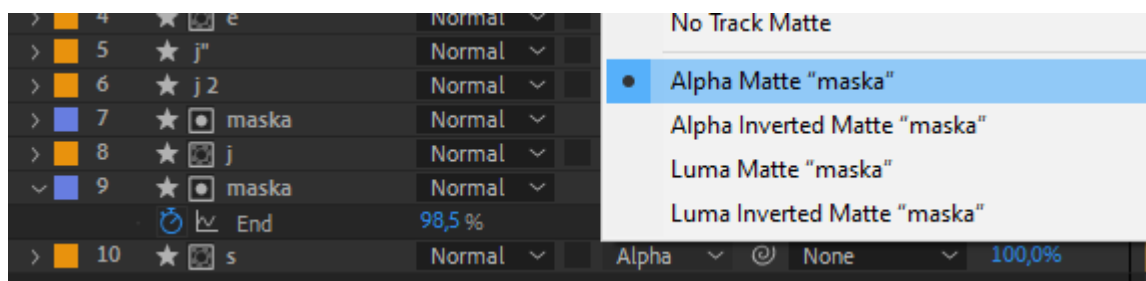 4 e Normal No Track Matte
5 j" Normal
6 j 2 Normal Alpha Matte "maska"
7 maska Normal Alpha Inverted Matte "maska"
8 j Normal Luma Matte "maska"
9 maska Normal
End 98,5 % Luma Inverted Matte "maska"
10 s Normal Alpha None 100,0%